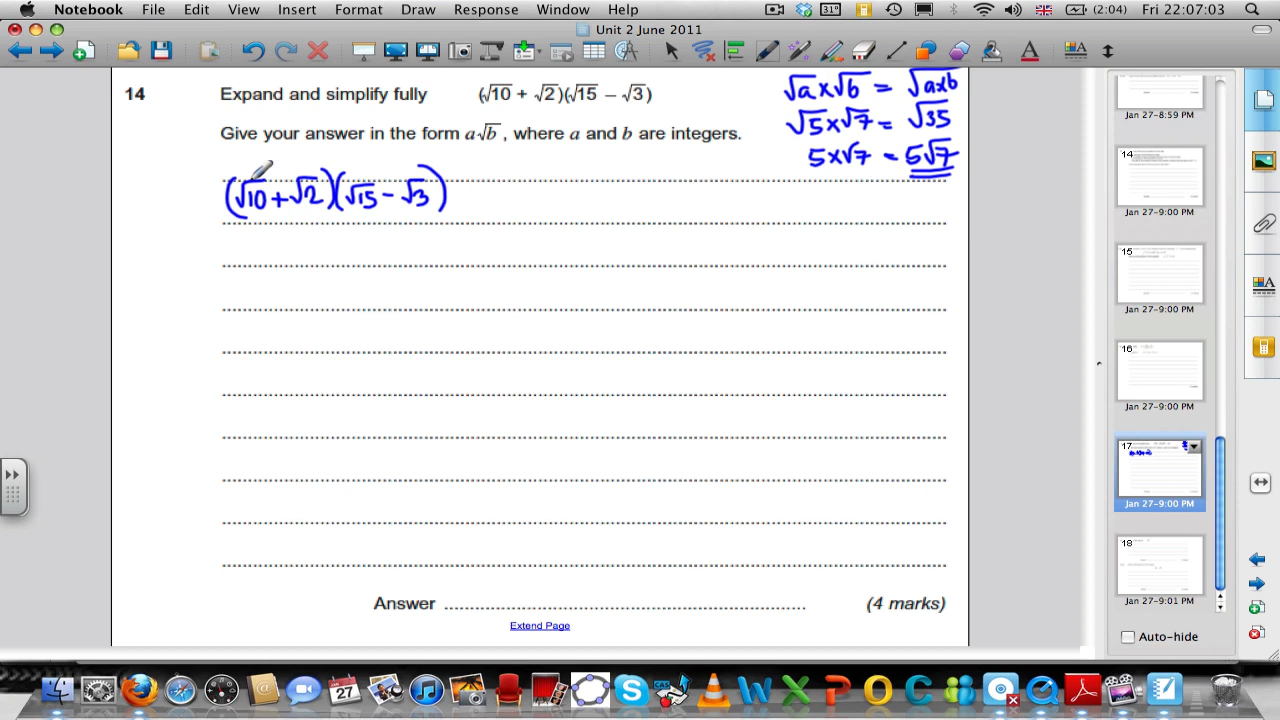 Notebook File Edit View Insert Format Draw Response Window Help (2:04) Fri 22:07:03
Unit 2 June 2011
14 Expand and simplify fully (√10 + √2)(√15 − √3)
Give your answer in the form a√b, where a and b are integers.
√a×√b = √a×b
√5×√7 = √35
5×√7 = 5√7
(√10+√2)(√15−√3)
Answer (4 marks)
Extend Page
Jan 27-8:59 PM
14
Jan 27-9:00 PM
15
Jan 27-9:00 PM
16
Jan 27-9:00 PM
17
Jan 27-9:00 PM
18
Jan 27-9:01 PM
Auto-hide